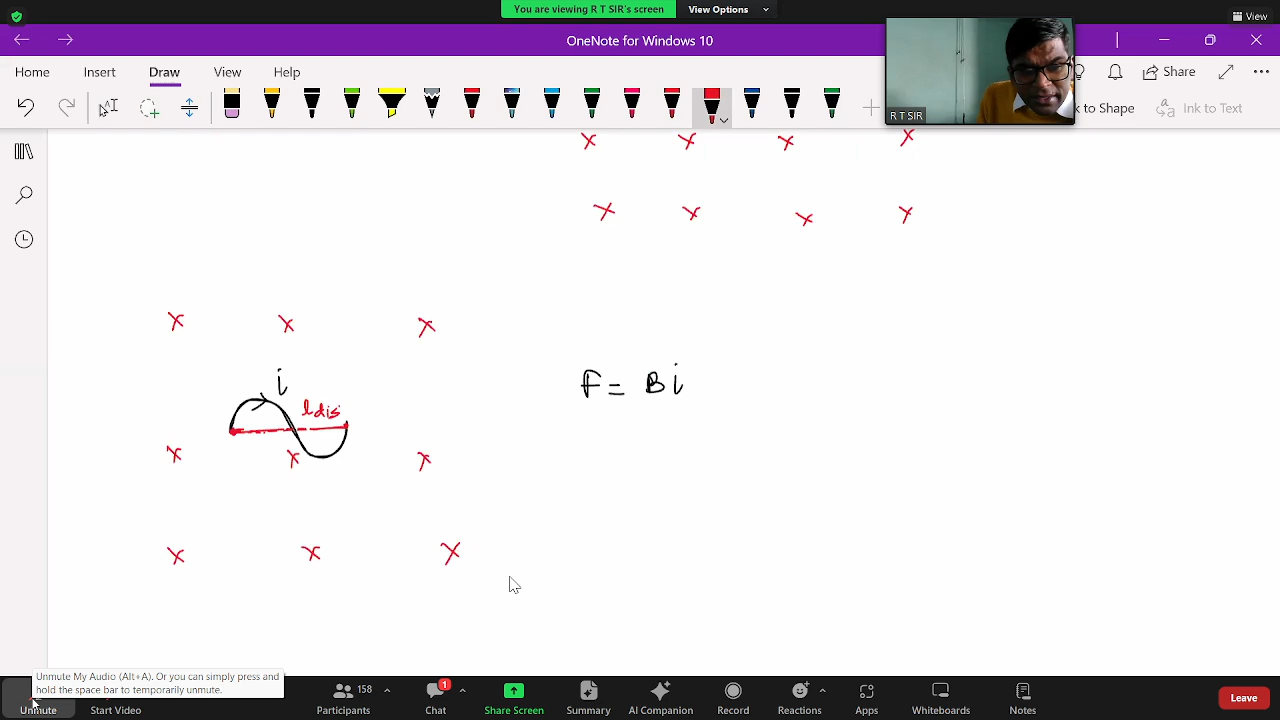 You are viewing R T SIR's screen
View Options
View
OneNote for Windows 10
Home
Insert
Draw
View
Help
Share
k to Shape
Ink to Text
R T SIR
x x x x
x x x x
x x x
i
l dis
F = B i
x x x
x x x
Unmute My Audio (Alt+A). Or you can simply press and
hold the space bar to temporarily unmute.
Unmute
Start Video
158
Participants
1
Chat
Share Screen
Summary
AI Companion
Record
Reactions
Apps
Whiteboards
Notes
Leave